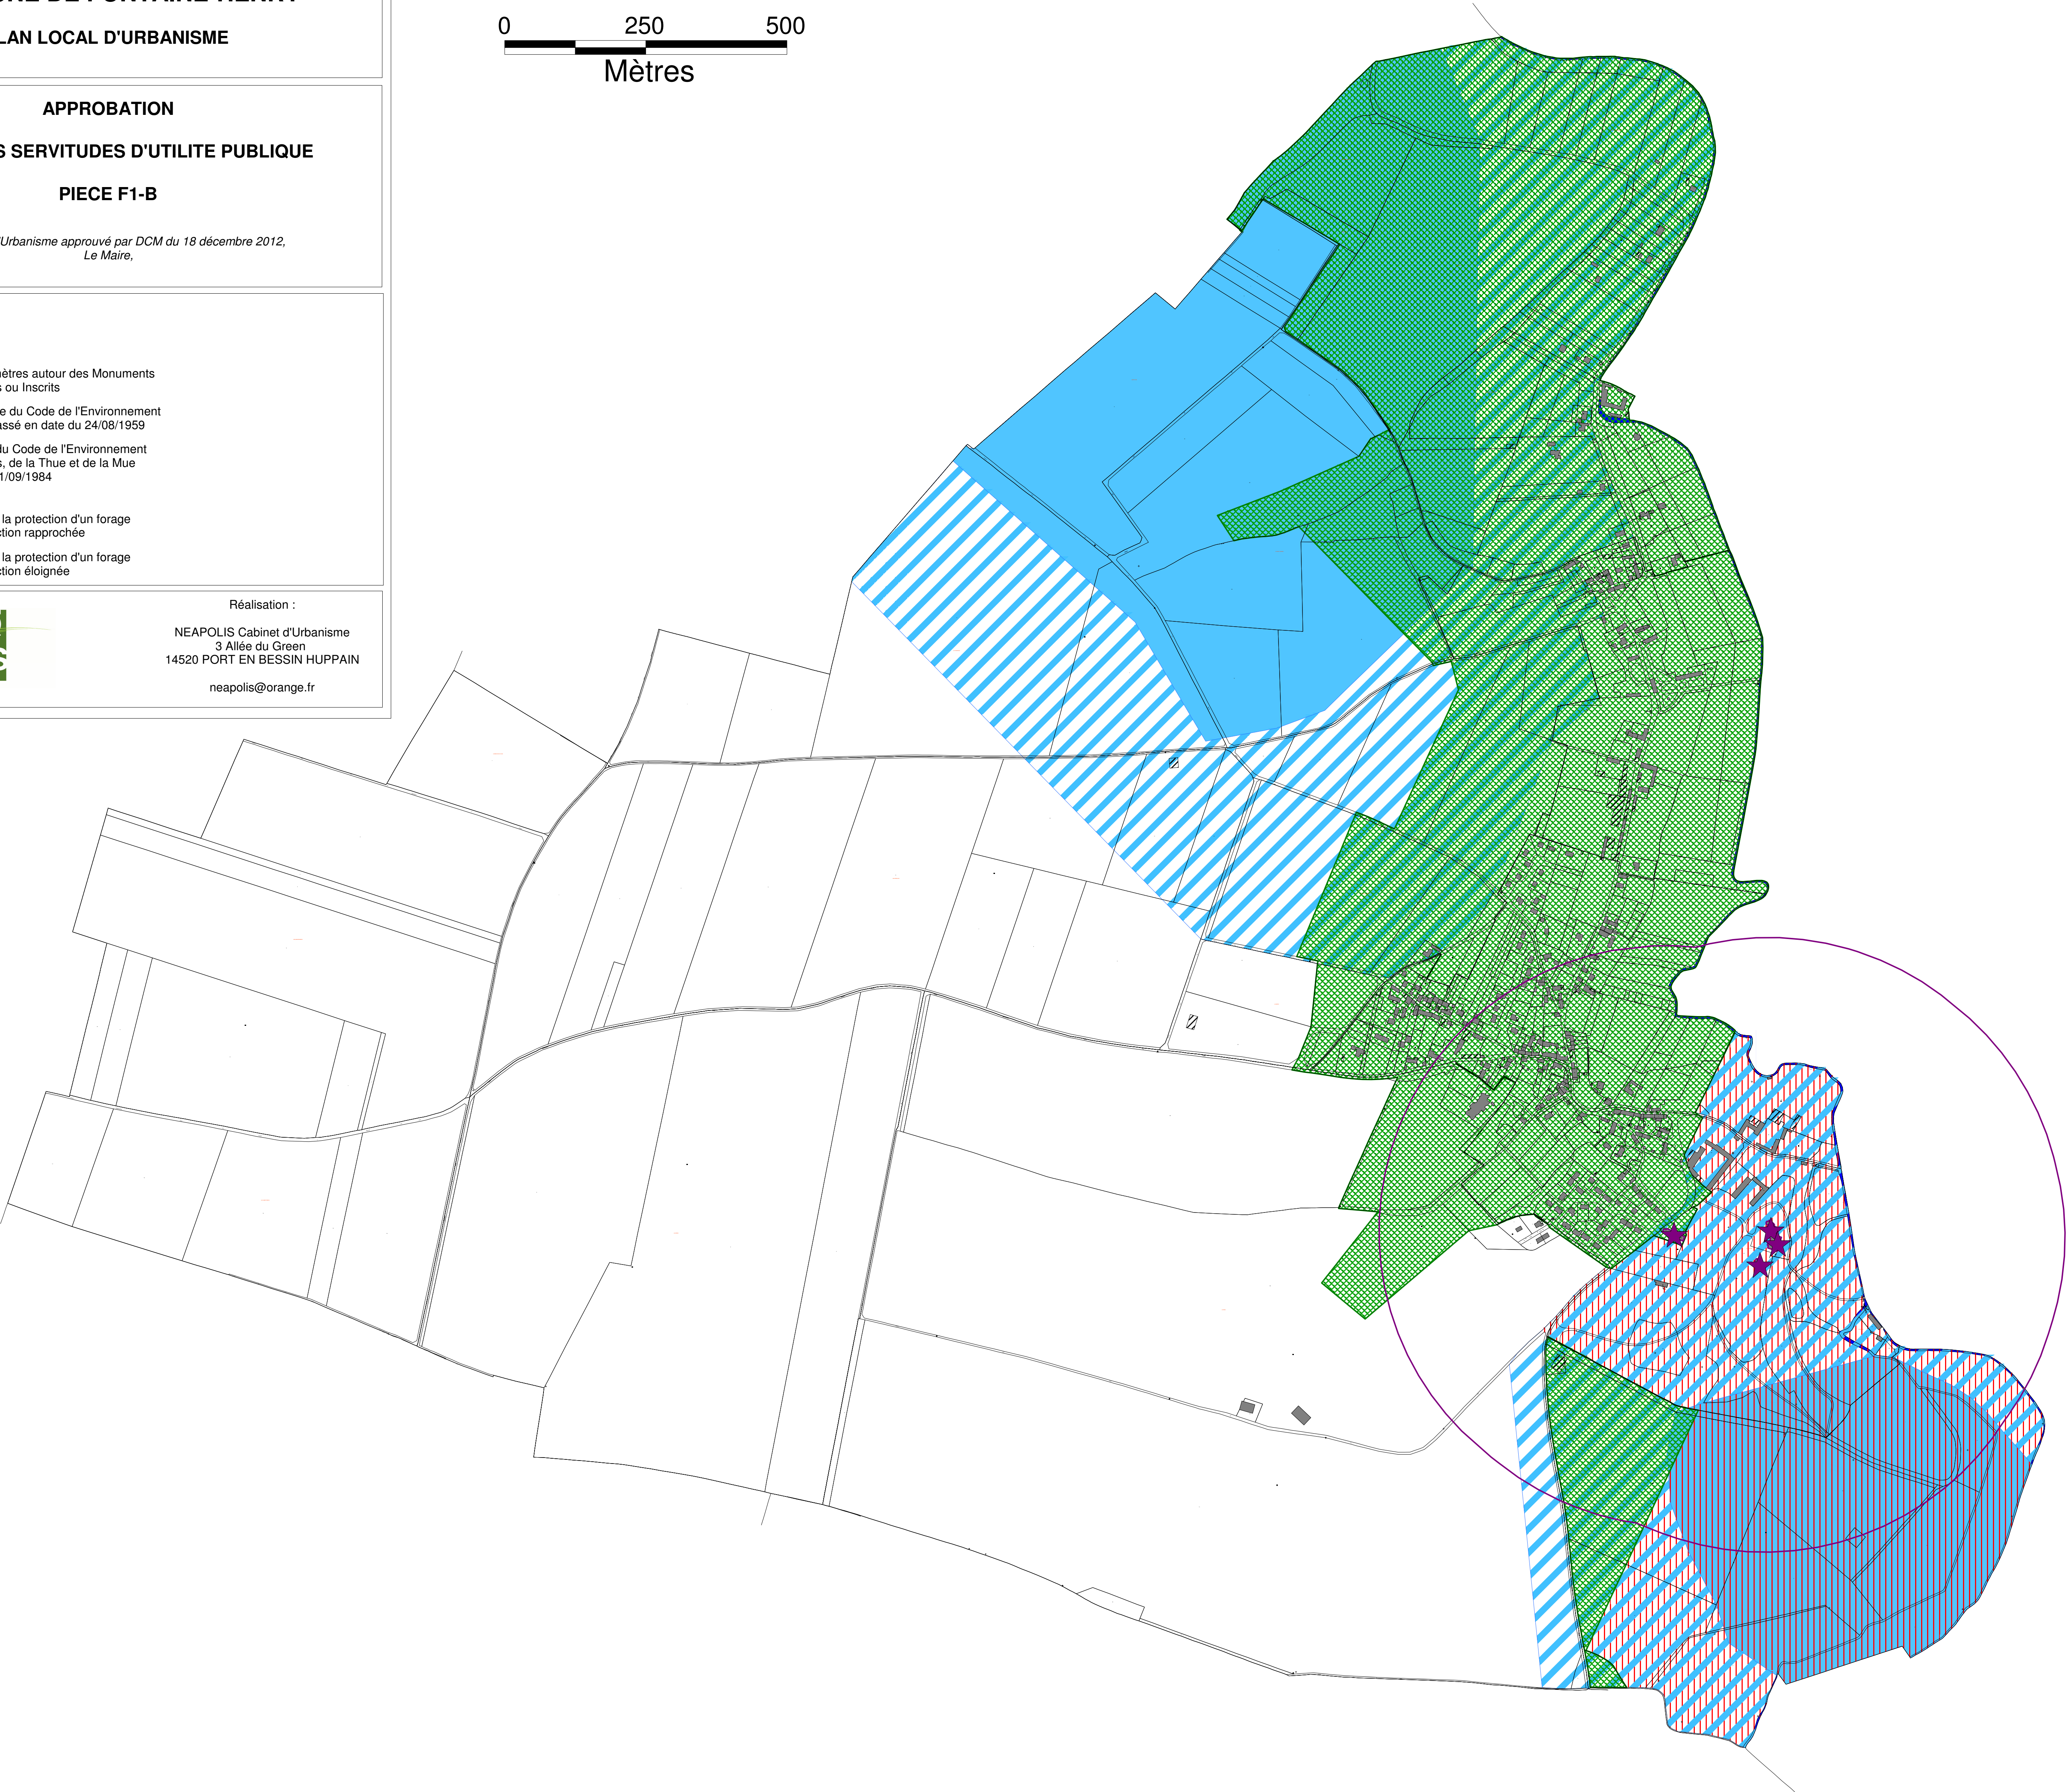 LAN LOCAL D'URBANISME
APPROBATION
S SERVITUDES D'UTILITE PUBLIQUE
PIECE F1-B
'Urbanisme approuvé par DCM du 18 décembre 2012,
Le Maire,
mètres autour des Monuments
s ou Inscrits
e du Code de l'Environnement
assé en date du 24/08/1959
du Code de l'Environnement
s, de la Thue et de la Mue
1/09/1984
la protection d'un forage
ction rapprochée
la protection d'un forage
ction éloignée
Réalisation :
NEAPOLIS Cabinet d'Urbanisme
3 Allée du Green
14520 PORT EN BESSIN HUPPAIN
neapolis@orange.fr
0 250 500
Mètres